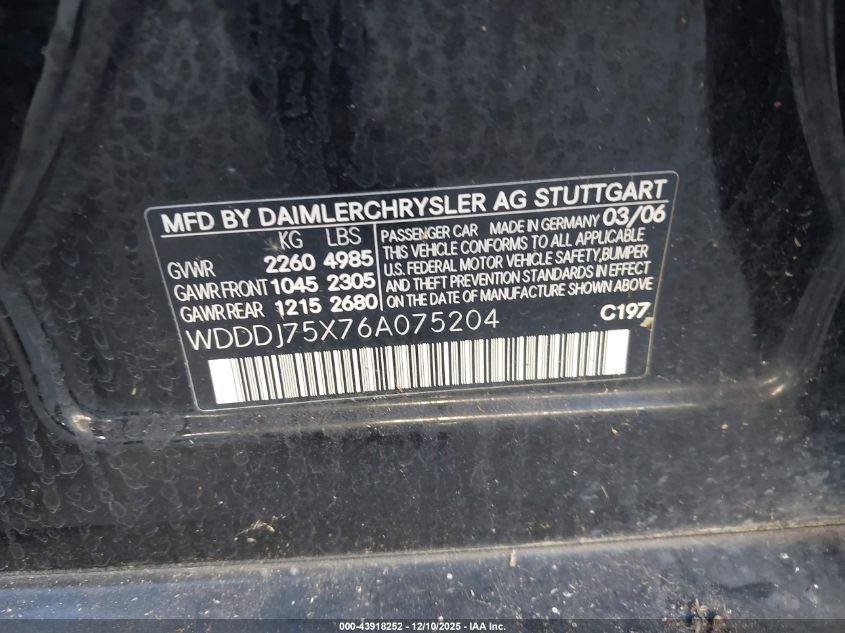 MFD BY DAIMLERCHRYSLER AG STUTTGART
KG LBS
GVWR 2260 4985
GAWR FRONT 1045 2305
GAWR REAR 1215 2680
PASSENGER CAR MADE IN GERMANY 03/06
THIS VEHICLE CONFORMS TO ALL APPLICABLE
U.S. FEDERAL MOTOR VEHICLE SAFETY,BUMPER
AND THEFT PREVENTION STANDARDS IN EFFECT
ON THE DATE OF MANUFACTURE SHOWN ABOVE
WDDDJ75X76A075204
C197
000-43918252 - 12/10/2025 - IAA Inc.